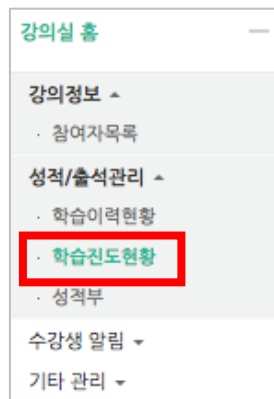 강의실 홈
강의정보
· 참여자목록
성적/출석관리
· 학습이력현황
· 학습진도현황
· 성적부
수강생 알림
기타 관리